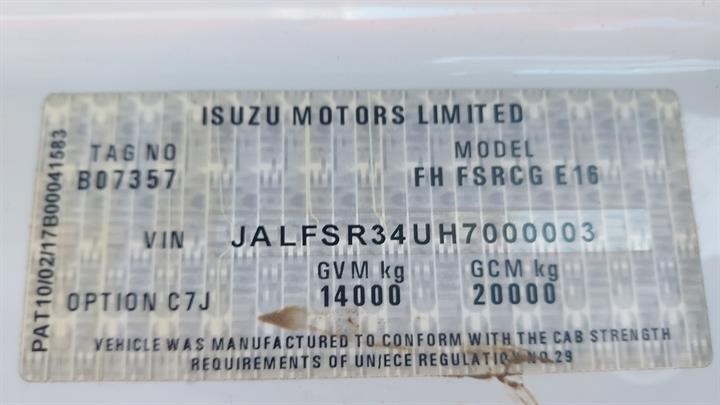 ISUZU MOTORS LIMITED
TAG NO
MODEL
B07357
FH FSRCG E16
VIN JALFSR34UH7000003
GVM kg
GCM kg
OPTION C7J 14000 20000
VEHICLE WAS MANUFACTURED TO CONFORM WITH THE CAB STRENGTH
REQUIREMENTS OF UN/ECE REGULATION NO 29
PAT10/02/17B00041583